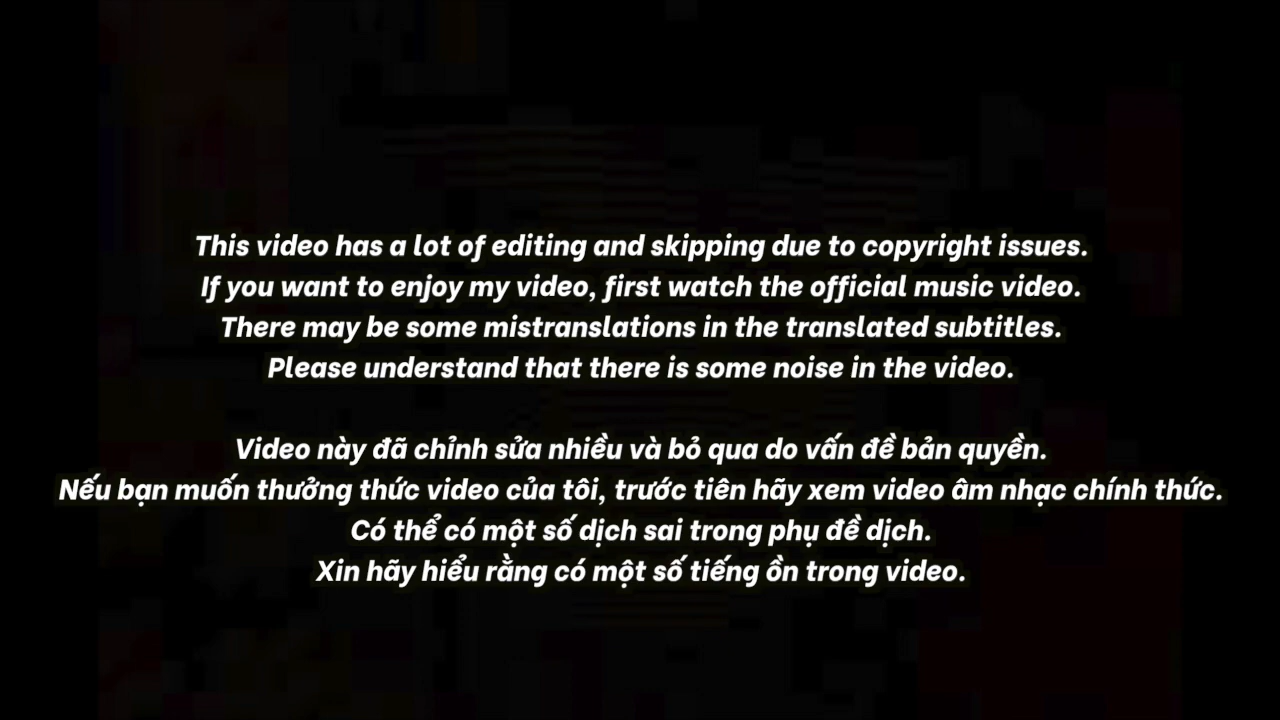 This video has a lot of editing and skipping due to copyright issues.
If you want to enjoy my video, first watch the official music video.
There may be some mistranslations in the translated subtitles.
Please understand that there is some noise in the video.
Video này đã chỉnh sửa nhiều và bỏ qua do vấn đề bản quyền.
Nếu bạn muốn thưởng thức video của tôi, trước tiên hãy xem video âm nhạc chính thức.
Có thể có một số dịch sai trong phụ đề dịch.
Xin hãy hiểu rằng có một số tiếng ồn trong video.